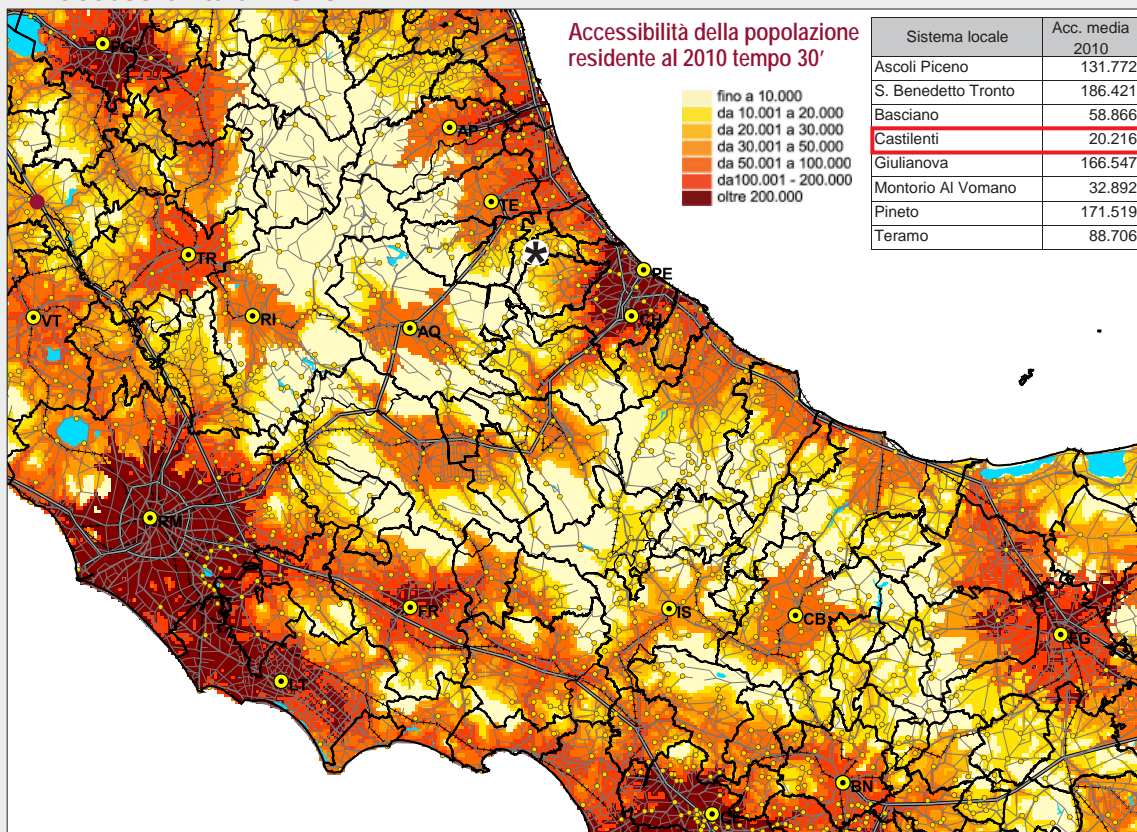 Accessibilità della popolazione
residente al 2010 tempo 30'
fino a 10.000
da 10.001 a 20.000
da 20.001 a 30.000
da 30.001 a 50.000
da 50.001 a 100.000
da100.001 - 200.000
oltre 200.000
Sistema locale Acc. media 2010
Ascoli Piceno 131.772
S. Benedetto Tronto 186.421
Basciano 58.866
Castilenti 20.216
Giulianova 166.547
Montorio Al Vomano 32.892
Pineto 171.519
Teramo 88.706
PG
AP
TE
*
TR
PE
VT
RI
AQ
CH
RM
FR
IS
CB
FG
LT
BN
CE